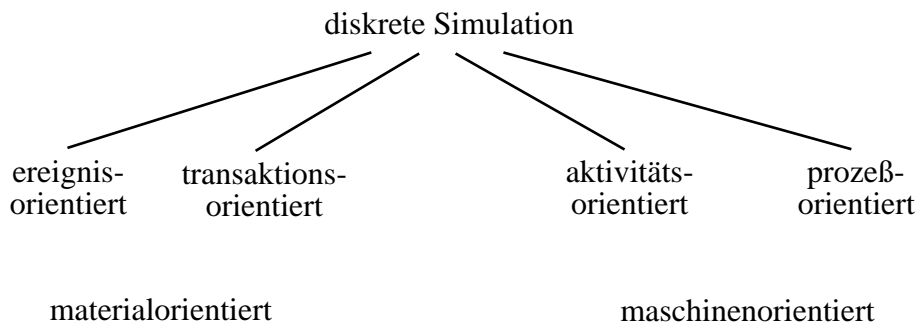 diskrete Simulation
ereignis-
orientiert
transaktions-
orientiert
aktivitäts-
orientiert
prozeß-
orientiert
materialorientiert
maschinenorientiert